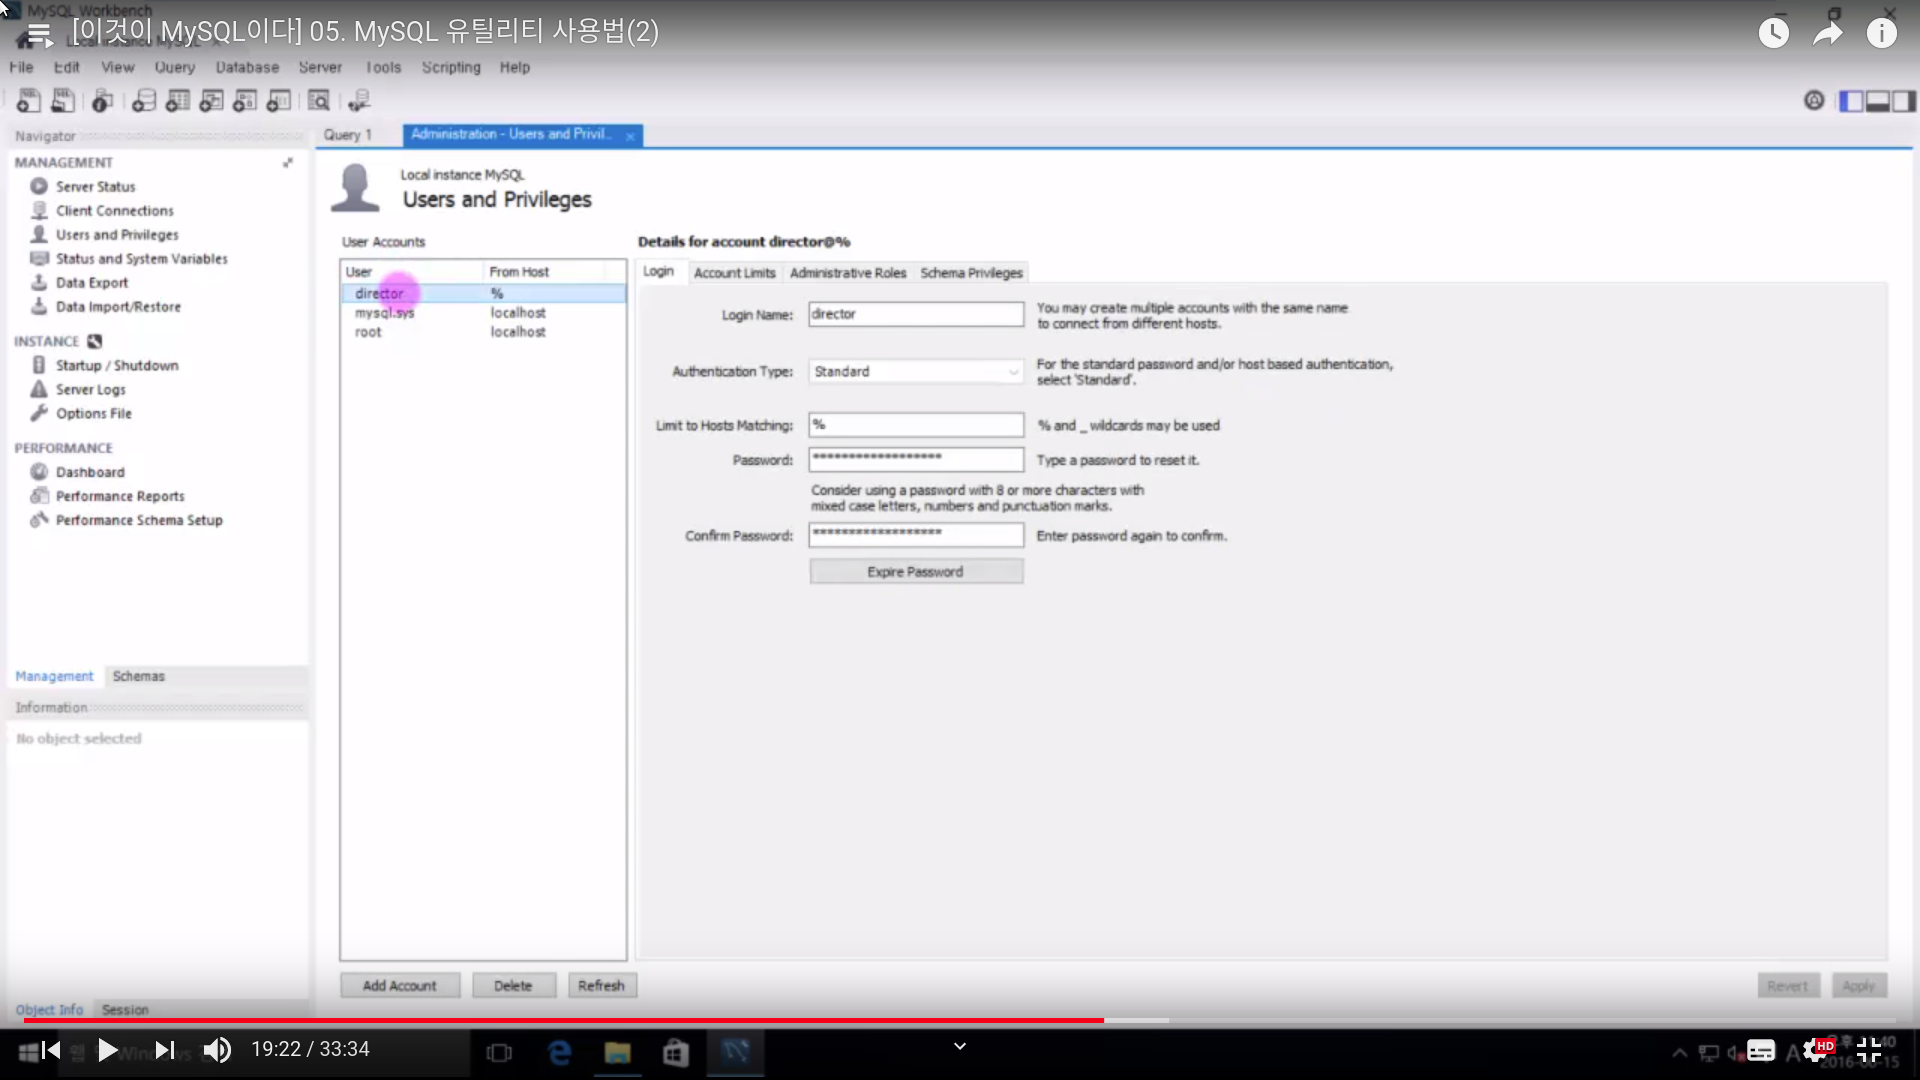 MySQL Workbench
[이것이 MySQL이다] 05. MySQL 유틸리티 사용법(2)
File Edit View Query Database Server Tools Scripting Help
Navigator
Query 1
Administration - Users and Privil..
MANAGEMENT
Server Status
Client Connections
Users and Privileges
Status and System Variables
Data Export
Data Import/Restore
INSTANCE
Startup / Shutdown
Server Logs
Options File
PERFORMANCE
Dashboard
Performance Reports
Performance Schema Setup
Management Schemas
Information
No object selected
Object Info Session
Local instance MySQL
Users and Privileges
User Accounts
User From Host
director %
mysql.sys localhost
root localhost
Add Account Delete Refresh
Details for account director@%
Login Account Limits Administrative Roles Schema Privileges
Login Name: director
You may create multiple accounts with the same name
to connect from different hosts.
Authentication Type: Standard
For the standard password and/or host based authentication,
select 'Standard'.
Limit to Hosts Matching: %
% and _ wildcards may be used
Password: ******************
Type a password to reset it.
Consider using a password with 8 or more characters with
mixed case letters, numbers and punctuation marks.
Confirm Password: ******************
Enter password again to confirm.
Expire Password
Revert Apply
19:22 / 33:34
HD